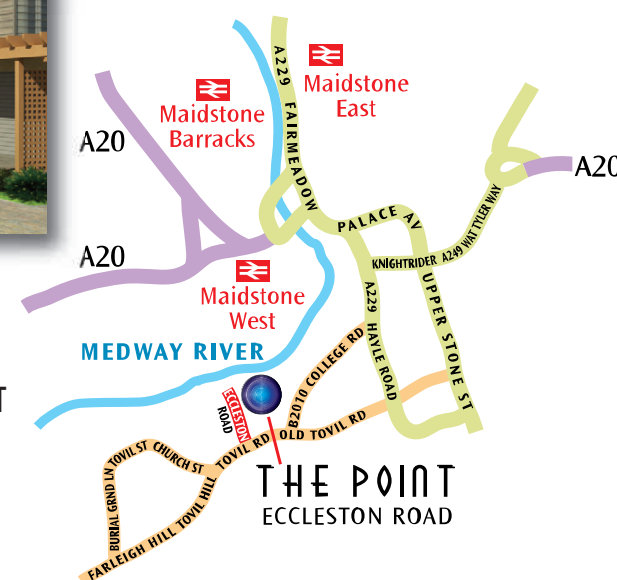 A229 FAIRMEADOW
Maidstone
East
Maidstone
Barracks
A20
A20
A20
PALACE AV
KNIGHTRIDER A249 WAT TYLER WAY
UPPER STONE ST
A229 HAYLE ROAD
Maidstone
West
MEDWAY RIVER
T
B2010 COLLEGE RD
ECCLESTON
ROAD
TOVIL RD
OLD TOVIL RD
CHURCH ST
TOVIL ST
BURIAL GRND LN
FARLEIGH HILL TOVIL HILL
THE POINT
ECCLESTON ROAD